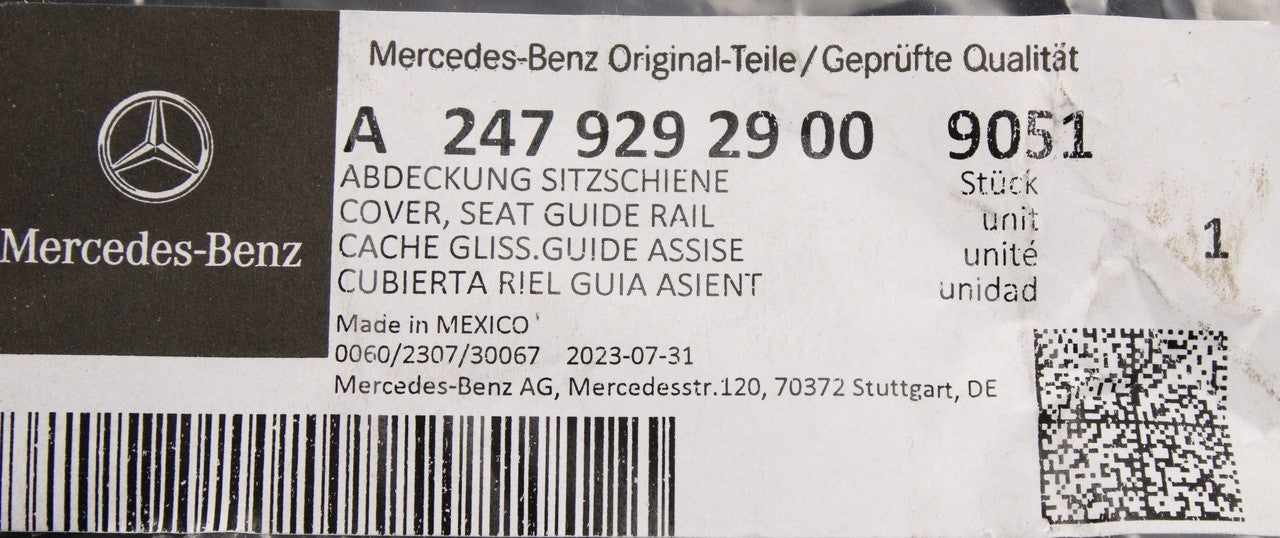 Mercedes-Benz Original-Teile/Geprüfte Qualität
A 247 929 29 00 9051
ABDECKUNG SITZSCHIENE Stück
COVER, SEAT GUIDE RAIL unit
1
CACHE GLISS.GUIDE ASSISE unité
CUBIERTA RIEL GUIA ASIENT unidad
Mercedes-Benz
Made in MEXICO
0060/2307/30067 2023-07-31
Mercedes-Benz AG, Mercedesstr.120, 70372 Stuttgart, DE